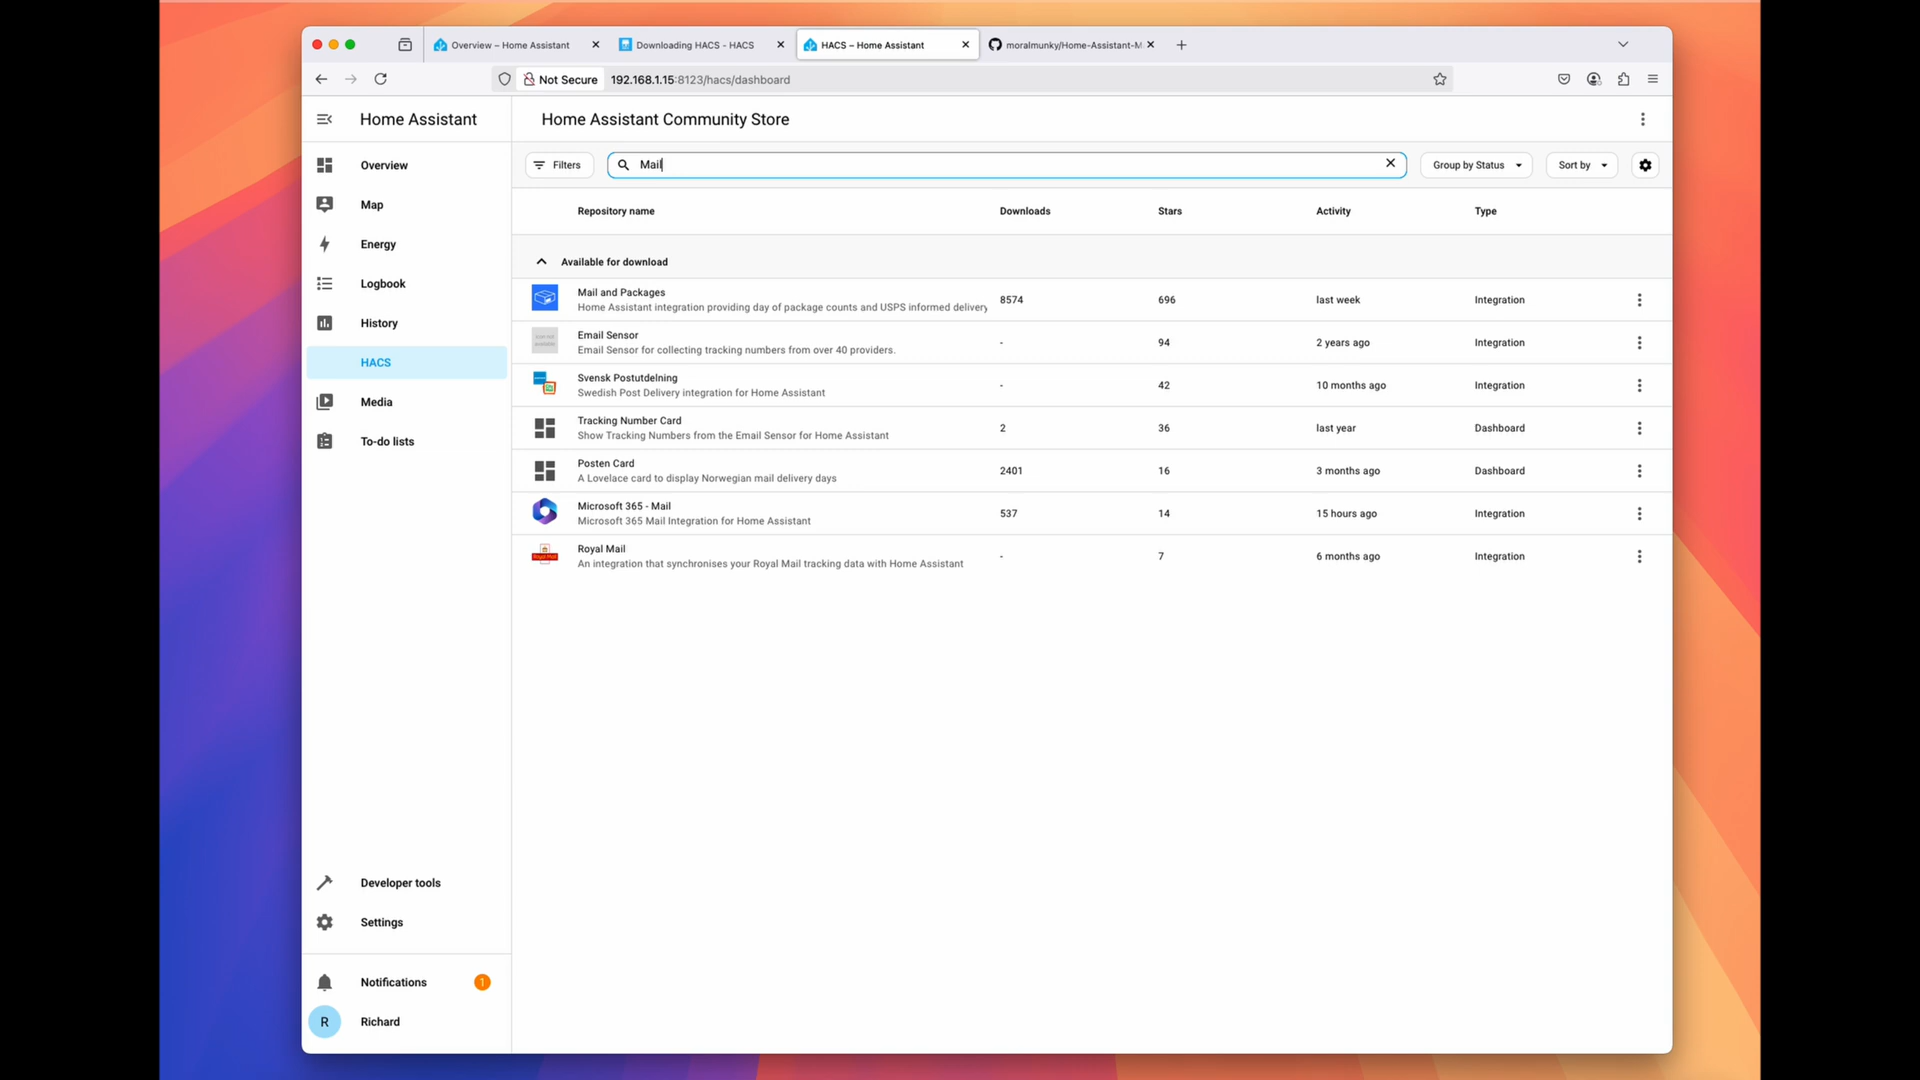 Overview – Home Assistant
Downloading HACS - HACS
HACS – Home Assistant
moralmunky/Home-Assistant-M
Not Secure
192.168.1.15:8123/hacs/dashboard
Home Assistant
Home Assistant Community Store
Overview
Map
Energy
Logbook
History
HACS
Media
To-do lists
Developer tools
Settings
Notifications
1
R
Richard
Filters
Mail
Group by Status
Sort by
Repository name
Downloads
Stars
Activity
Type
Available for download
Mail and Packages
Home Assistant integration providing day of package counts and USPS informed delivery
8574
696
last week
Integration
Email Sensor
Email Sensor for collecting tracking numbers from over 40 providers.
-
94
2 years ago
Integration
Svensk Postutdelning
Swedish Post Delivery integration for Home Assistant
-
42
10 months ago
Integration
Tracking Number Card
Show Tracking Numbers from the Email Sensor for Home Assistant
2
36
last year
Dashboard
Posten Card
A Lovelace card to display Norwegian mail delivery days
2401
16
3 months ago
Dashboard
Microsoft 365 - Mail
Microsoft 365 Mail Integration for Home Assistant
537
14
15 hours ago
Integration
Royal Mail
Royal Mail
An integration that synchronises your Royal Mail tracking data with Home Assistant
-
7
6 months ago
Integration